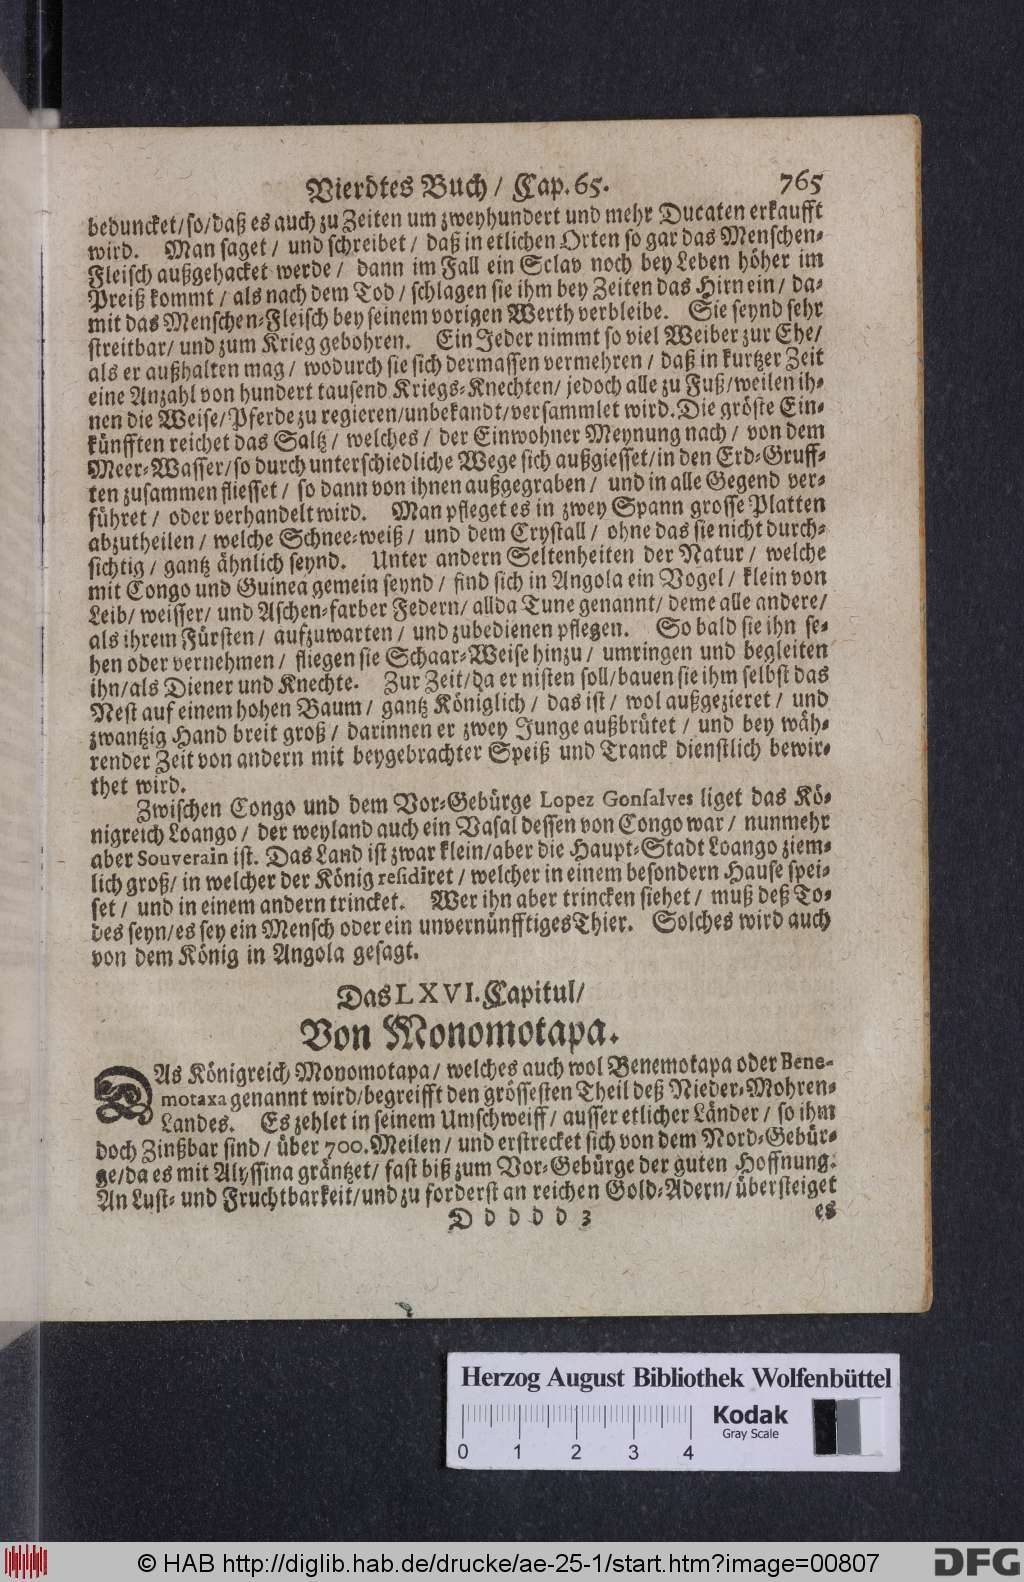 Vierdtes Buch / Cap. 65. 765
beduncket / so / daß es auch zu Zeiten um zweyhundert und mehr Ducaten erkaufft
wird. Man saget / und schreibet / daß in etlichen Orten so gar das Menschen-
Fleisch außgehacket werde / dann im Fall ein Sclav noch bey Leben höher im
Preiß kommt / als nach dem Tod / schlagen sie ihm bey Zeiten das Hirn ein / da-
mit das Menschen-Fleisch bey seinem vorigen Werth verbleibe. Sie seynd sehr
streitbar / und zum Krieg gebohren. Ein Jeder nimmt so viel Weiber zur Ehe /
als er außhalten mag / wodurch sie sich dermassen vermehren / daß in kurtzer Zeit
eine Anzahl von hundert tausend Kriegs-Knechten / jedoch alle zu Fuß / weilen ih-
nen die Weise / Pferde zu regieren / unbekandt / versammlet wird. Die gröste Ein-
künfften reichet das Saltz / welches / der Einwohner Meynung nach / von dem
Meer-Wasser / so durch unterschiedliche Wege sich außgiesset / in den Erd-Gruff-
ten zusammen fliesset / so dann von ihnen außgegraben / und in alle Gegend ver-
führet / oder verhandelt wird. Man pfleget es in zwey Spann grosse Platten
abzutheilen / welche Schnee-weiß / und dem Crystall / ohne das sie nicht durch-
sichtig / gantz ähnlich seynd. Unter andern Seltenheiten der Natur / welche
mit Congo und Guinea gemein seynd / find sich in Angola ein Vogel / klein von
Leib / weisser / und Aschen-farber Federn / allda Tune genannt / deme alle andere /
als ihrem Fürsten / aufzuwarten / und zubedienen pflegen. So bald sie ihn se-
hen oder vernehmen / fliegen sie Schaar-Weise hinzu / umringen und begleiten
ihn / als Diener und Knechte. Zur Zeit / da er nisten soll / bauen sie ihm selbst das
Nest auf einem hohen Baum / gantz Königlich / das ist / wol außgezieret / und
zwantzig Hand breit groß / darinnen er zwey Junge außbrütet / und bey wäh-
render Zeit von andern mit beygebrachter Speiß und Tranck dienstlich bewir-
thet wird.
Zwischen Congo und dem Vor-Gebürge Lopez Gonsalves liget das Kö-
nigreich Loango / der weyland auch ein Vasal dessen von Congo war / nunmehr
aber Souverain ist. Das Land ist zwar klein / aber die Haupt-Stadt Loango ziem-
lich groß / in welcher der König residiret / welcher in einem besondern Hause spei-
set / und in einem andern trincket. Wer ihn aber trincken siehet / muß deß To-
des seyn / es sey ein Mensch oder ein unvernünfftiges Thier. Solches wird auch
von dem König in Angola gesagt.
Das LXVI. Capitul /
Von Monomotapa.
DAs Königreich Monomotapa / welches auch wol Benemotapa oder Bene-
motaxa genannt wird / begreifft den grössesten Theil deß Nieder-Mohren-
Landes. Es zehlet in seinem Umschweiff / ausser etlicher Länder / so ihm
doch Zinßbar sind / über 700. Meilen / und erstrecket sich von dem Nord-Gebür-
ge / da es mit Alyssina gräntzet / fast biß zum Vor-Gebürge der guten Hoffnung.
An Lust- und Fruchtbarkeit / und zu forderst an reichen Gold-Adern / übersteiget
D d d d d 3 es
Herzog August Bibliothek Wolfenbüttel
Kodak
Gray Scale
0 1 2 3 4
© HAB http://diglib.hab.de/drucke/ae-25-1/start.htm?image=00807
DFG